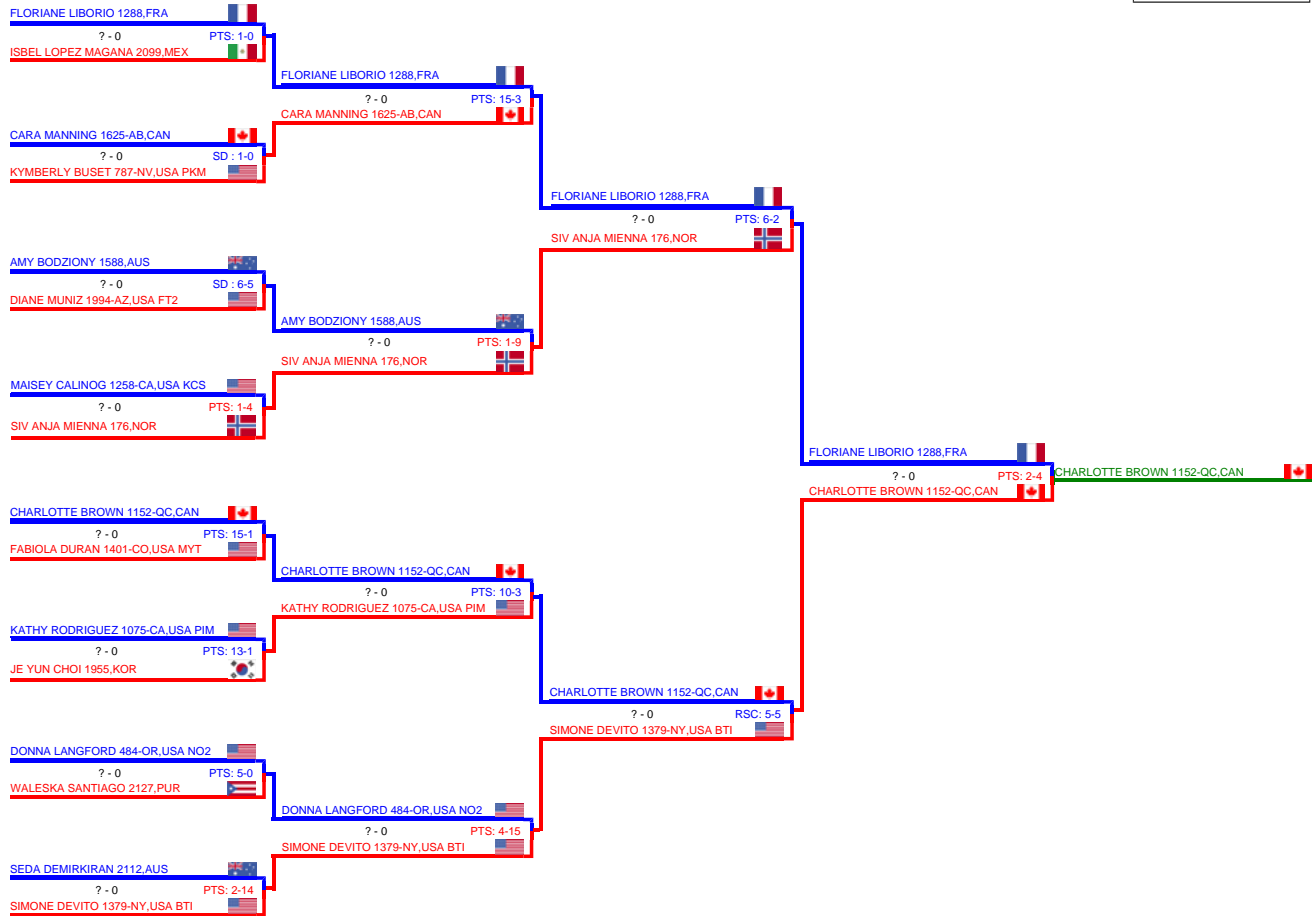 FLORIANE LIBORIO 1288,FRA
? - 0 PTS: 1-0
ISBEL LOPEZ MAGANA 2099,MEX
CARA MANNING 1625-AB,CAN
? - 0 SD : 1-0
KYMBERLY BUSET 787-NV,USA PKM
AMY BODZIONY 1588,AUS
? - 0 SD : 6-5
DIANE MUNIZ 1994-AZ,USA FT2
MAISEY CALINOG 1258-CA,USA KCS
? - 0 PTS: 1-4
SIV ANJA MIENNA 176,NOR
CHARLOTTE BROWN 1152-QC,CAN
? - 0 PTS: 15-1
FABIOLA DURAN 1401-CO,USA MYT
KATHY RODRIGUEZ 1075-CA,USA PIM
? - 0 PTS: 13-1
JE YUN CHOI 1955,KOR
DONNA LANGFORD 484-OR,USA NO2
? - 0 PTS: 5-0
WALESKA SANTIAGO 2127,PUR
SEDA DEMIRKIRAN 2112,AUS
? - 0 PTS: 2-14
SIMONE DEVITO 1379-NY,USA BTI
FLORIANE LIBORIO 1288,FRA
? - 0 PTS: 15-3
CARA MANNING 1625-AB,CAN
AMY BODZIONY 1588,AUS
? - 0 PTS: 1-9
SIV ANJA MIENNA 176,NOR
CHARLOTTE BROWN 1152-QC,CAN
? - 0 PTS: 10-3
KATHY RODRIGUEZ 1075-CA,USA PIM
DONNA LANGFORD 484-OR,USA NO2
? - 0 PTS: 4-15
SIMONE DEVITO 1379-NY,USA BTI
FLORIANE LIBORIO 1288,FRA
? - 0 PTS: 6-2
SIV ANJA MIENNA 176,NOR
CHARLOTTE BROWN 1152-QC,CAN
? - 0 RSC: 5-5
SIMONE DEVITO 1379-NY,USA BTI
FLORIANE LIBORIO 1288,FRA
? - 0 PTS: 2-4
CHARLOTTE BROWN 1152-QC,CAN
CHARLOTTE BROWN 1152-QC,CAN